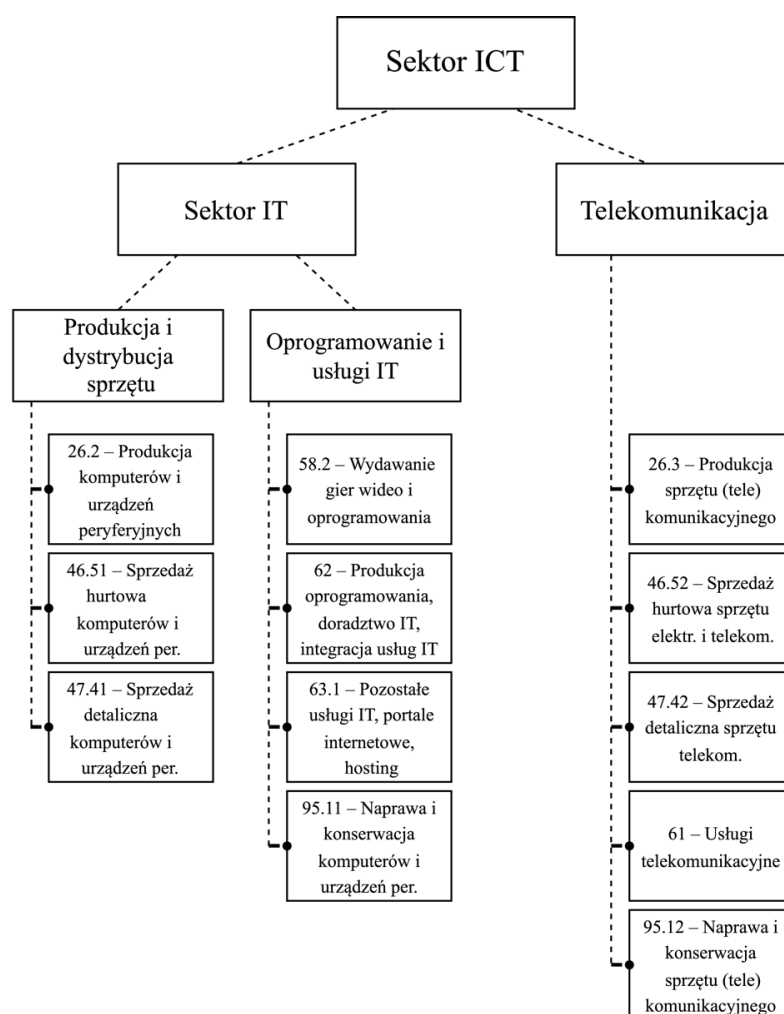 Sektor ICT
Sektor IT
Telekomunikacja
Produkcja i
dystrybucja
sprzętu
Oprogramowanie i
usługi IT
26.2 – Produkcja
komputerów i
urządzeń
peryferyjnych
46.51 – Sprzedaż
hurtowa
komputerów i
urządzeń per.
47.41 – Sprzedaż
detaliczna
komputerów i
urządzeń per.
58.2 – Wydawanie
gier wideo i
oprogramowania
62 – Produkcja
oprogramowania,
doradztwo IT,
integracja usług IT
63.1 – Pozostałe
usługi IT, portale
internetowe,
hosting
95.11 – Naprawa i
konserwacja
komputerów i
urządzeń per.
26.3 – Produkcja
sprzętu (tele)
komunikacyjnego
46.52 – Sprzedaż
hurtowa sprzętu
elektr. i telekom.
47.42 – Sprzedaż
detaliczna sprzętu
telekom.
61 – Usługi
telekomunikacyjne
95.12 – Naprawa i
konserwacja
sprzętu (tele)
komunikacyjnego